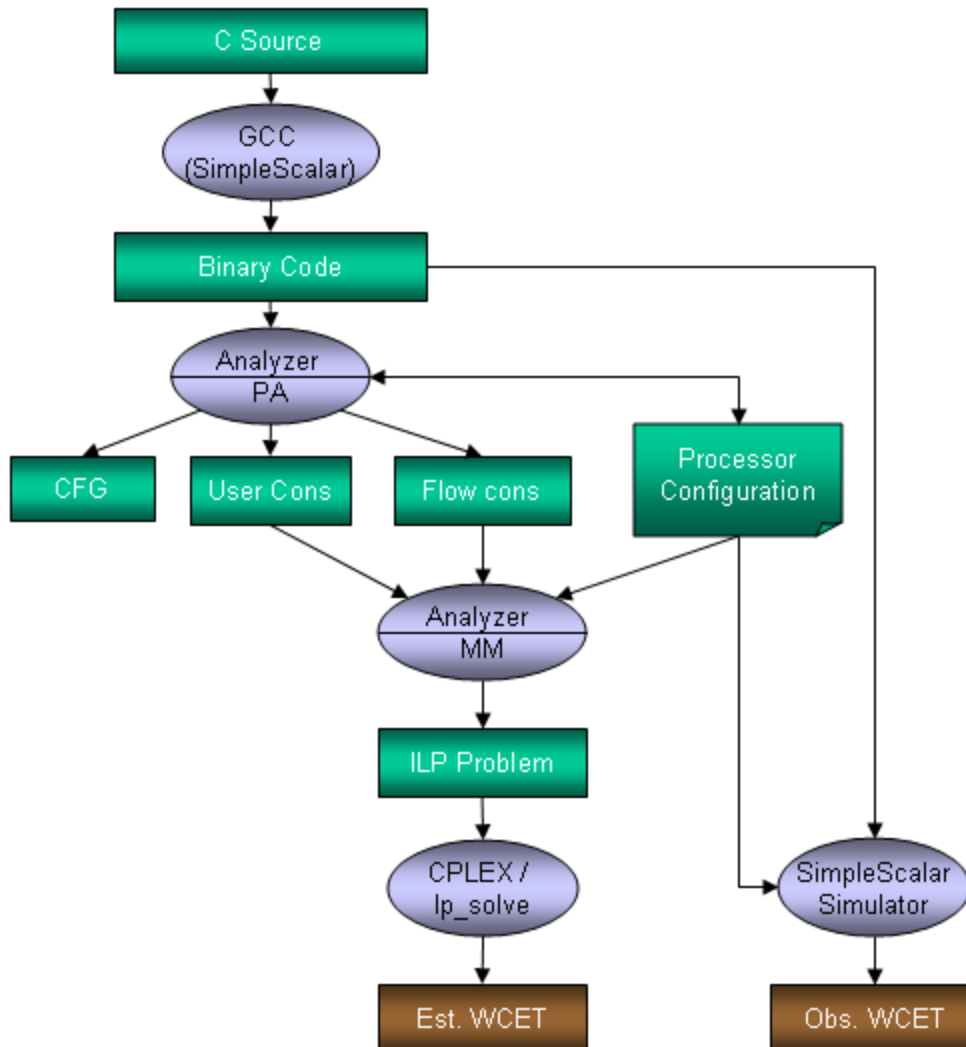 C Source
GCC
(SimpleScalar)
Binary Code
Analyzer
PA
CFG
User Cons
Flow cons
Processor
Configuration
Analyzer
MM
ILP Problem
CPLEX /
lp_solve
SimpleScalar
Simulator
Est. WCET
Obs. WCET